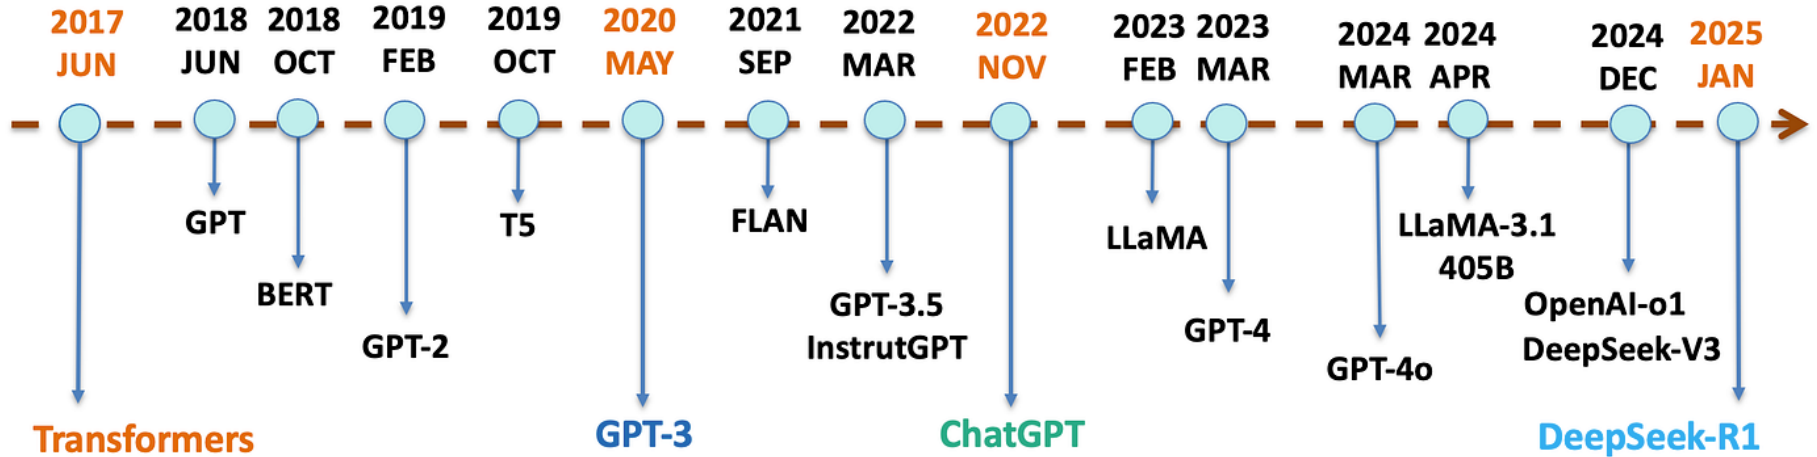 2017
JUN
2018
JUN
2018
OCT
2019
FEB
2019
OCT
2020
MAY
2021
SEP
2022
MAR
2022
NOV
2023
FEB
2023
MAR
2024
MAR
2024
APR
2024
DEC
2025
JAN
Transformers
GPT
BERT
GPT-2
T5
GPT-3
FLAN
GPT-3.5
InstrutGPT
ChatGPT
LLaMA
GPT-4
GPT-4o
LLaMA-3.1
405B
OpenAI-o1
DeepSeek-V3
DeepSeek-R1